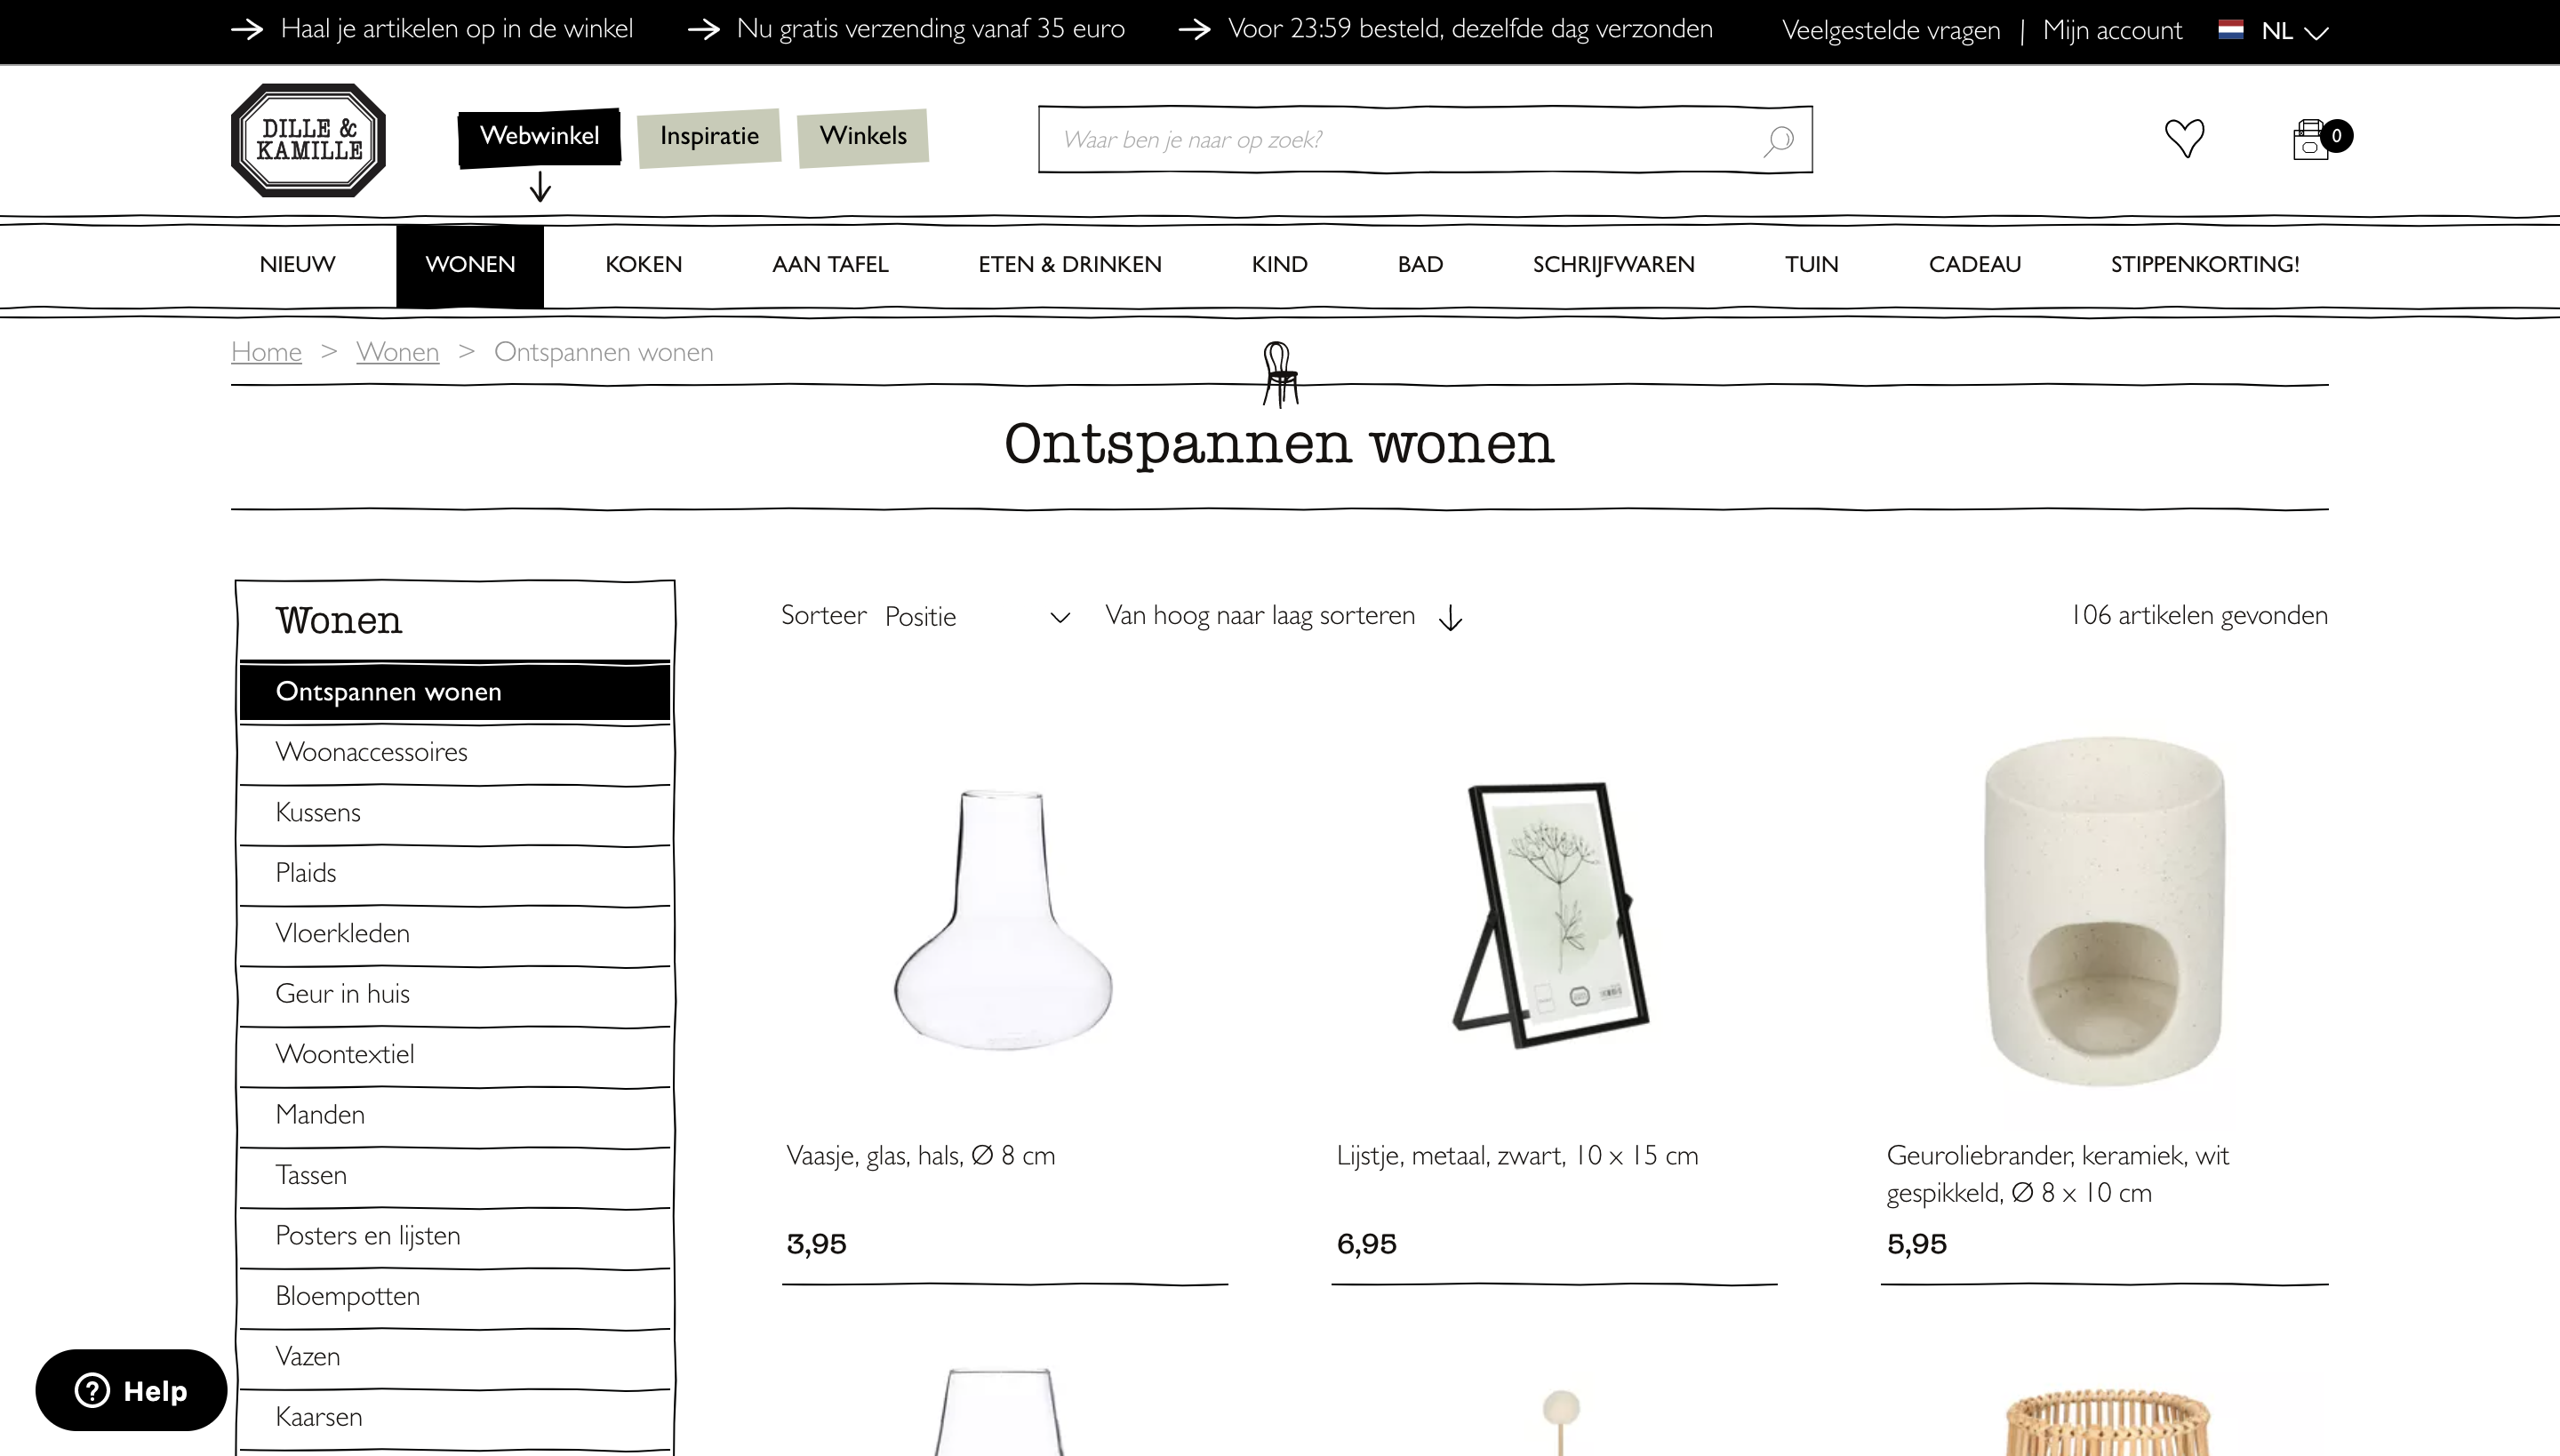 Haal je artikelen op in de winkel
Nu gratis verzending vanaf 35 euro
Voor 23:59 besteld, dezelfde dag verzonden
Veelgestelde vragen | Mijn account
NL
DILLE &
KAMILLE
Webwinkel
Inspiratie
Winkels
Waar ben je naar op zoek?
0
NIEUW
WONEN
KOKEN
AAN TAFEL
ETEN & DRINKEN
KIND
BAD
SCHRIJFWAREN
TUIN
CADEAU
STIPPENKORTING!
Home > Wonen > Ontspannen wonen
Ontspannen wonen
Wonen
Ontspannen wonen
Woonaccessoires
Kussens
Plaids
Vloerkleden
Geur in huis
Woontextiel
Manden
Tassen
Posters en lijsten
Bloempotten
Vazen
Kaarsen
Sorteer Positie
Van hoog naar laag sorteren
106 artikelen gevonden
Vaasje, glas, hals, Ø 8 cm
3,95
Lijstje, metaal, zwart, 10 x 15 cm
6,95
Geuroliebrander, keramiek, wit
gespikkeld, Ø 8 x 10 cm
5,95
Help